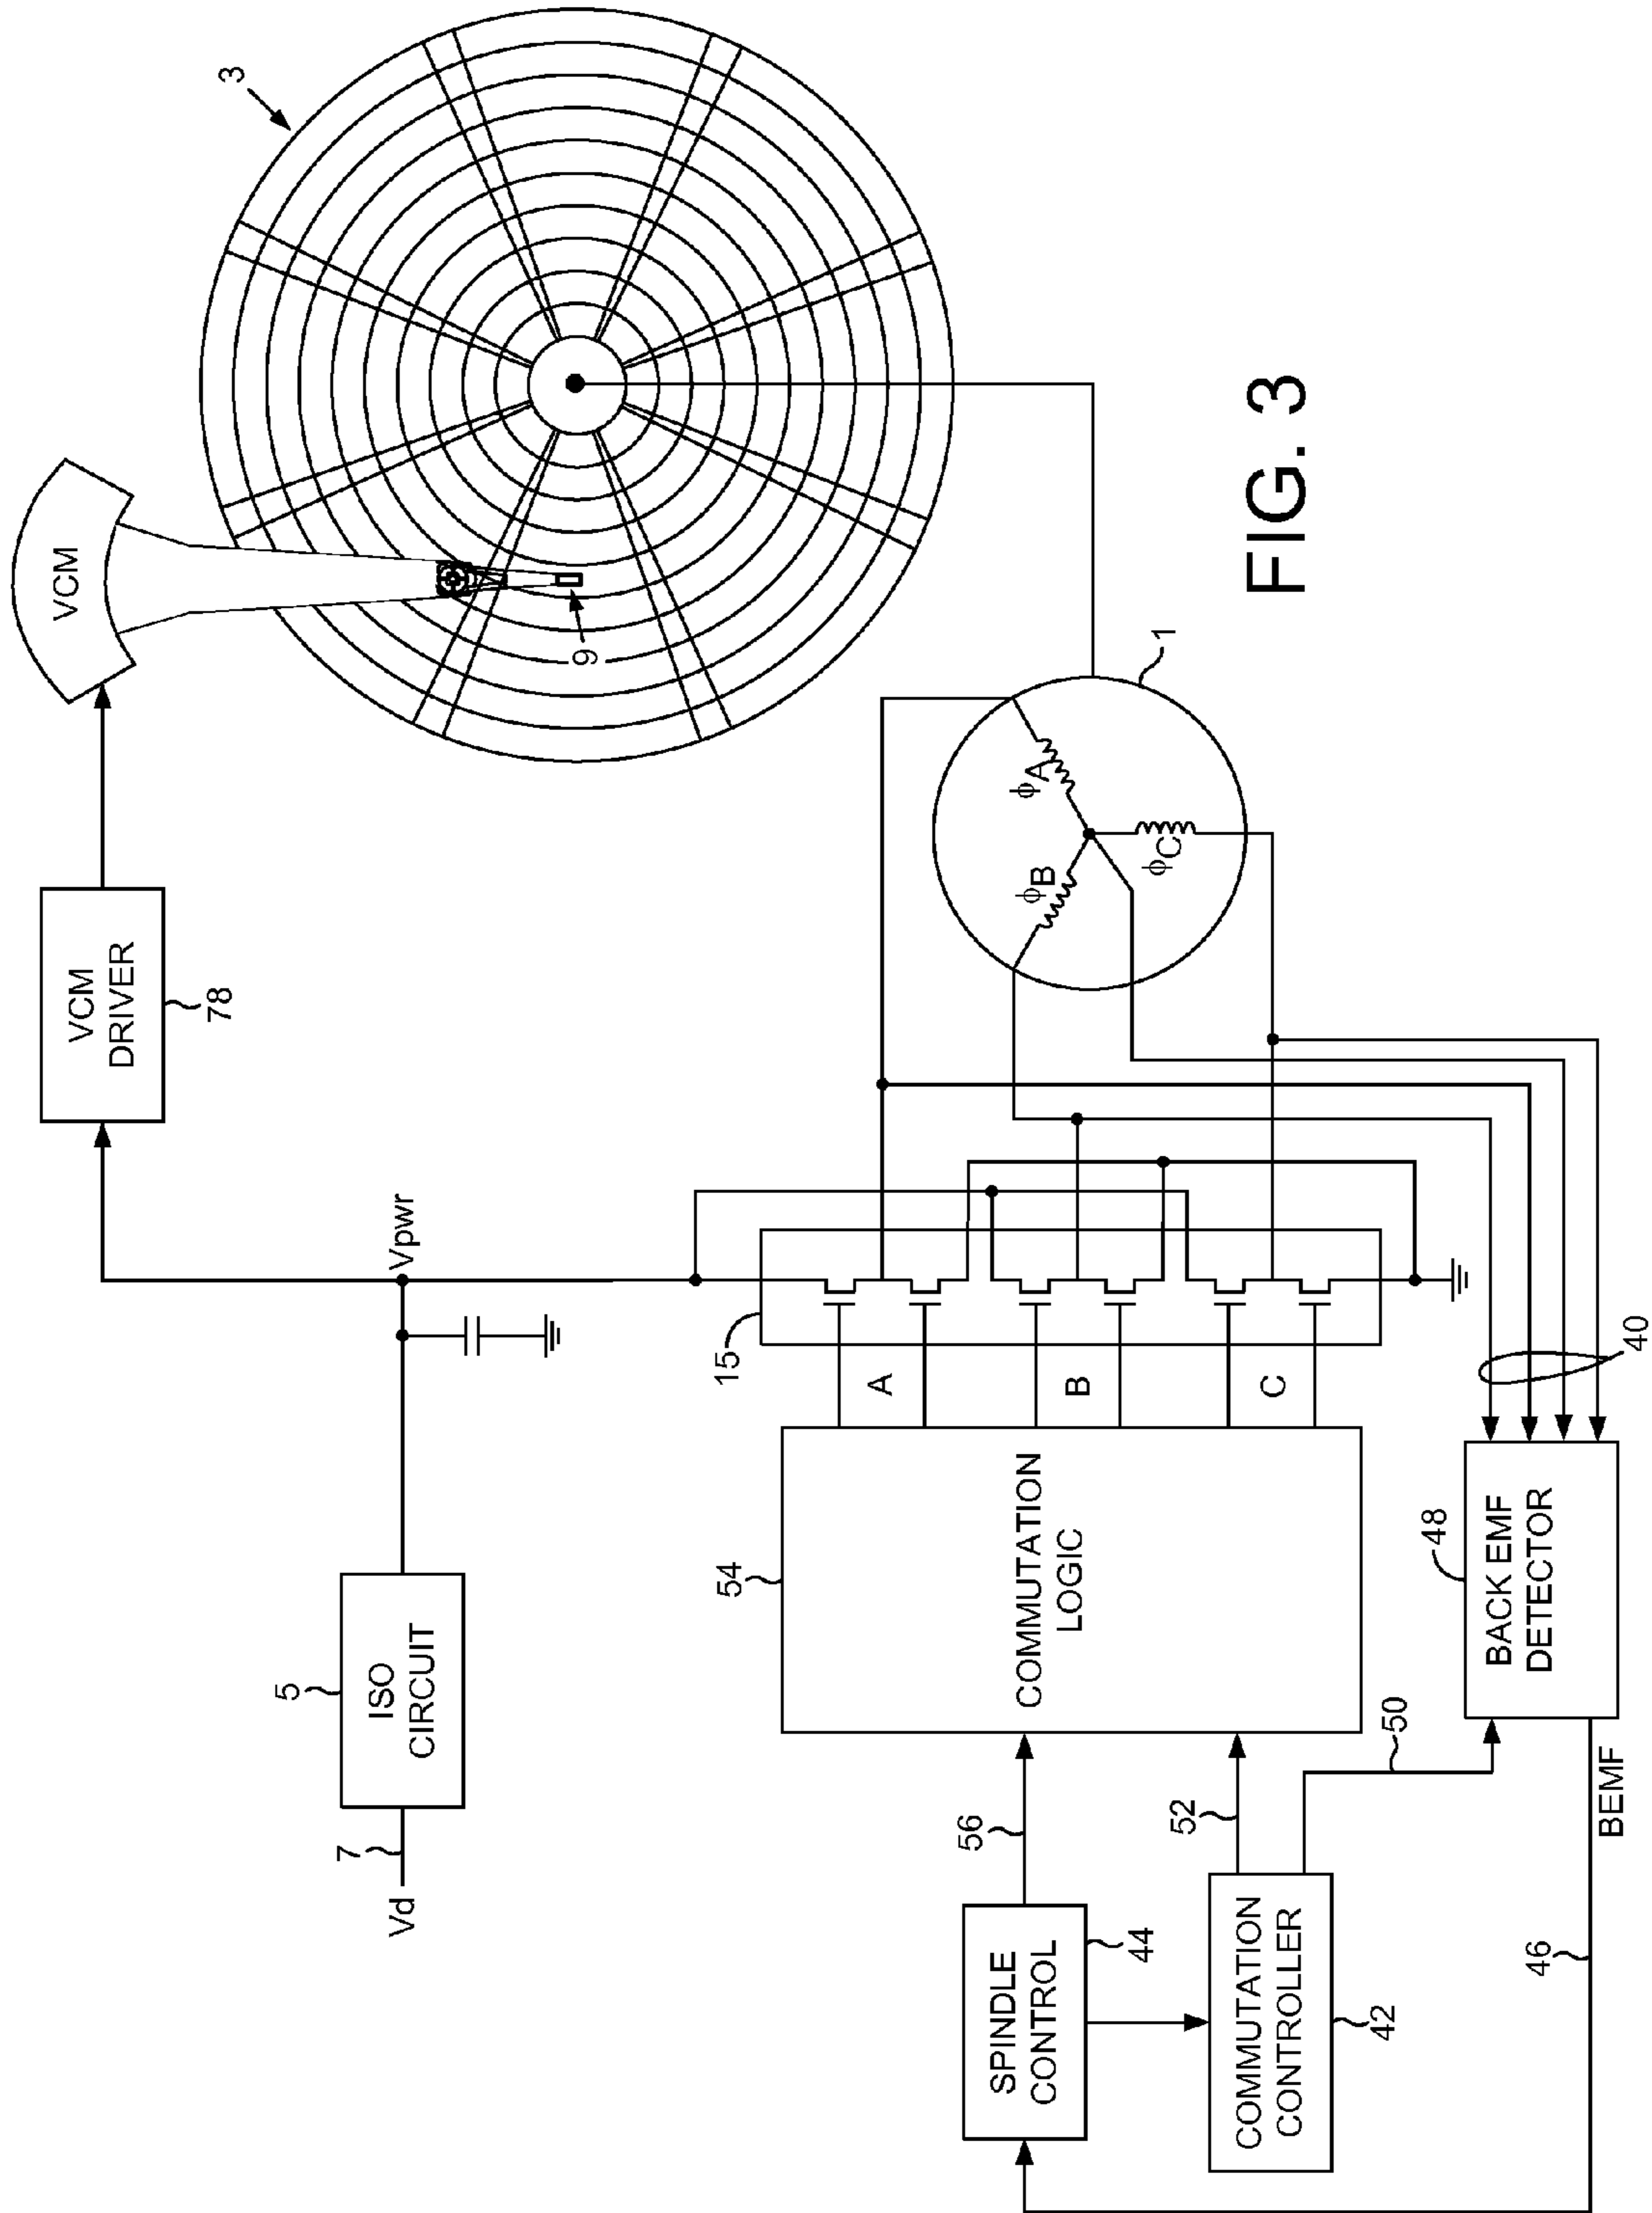 3
VCM
9
VCM
DRIVER
78
Vpwr
Vd
7
5
ISO
CIRCUIT
1
ϕA
ϕB
ϕC
15
A
B
C
54
COMMUTATION
LOGIC
56
52
SPINDLE
CONTROL
44
COMMUTATION
CONTROLLER
42
50
48
BACK EMF
DETECTOR
40
BEMF
46
FIG. 3